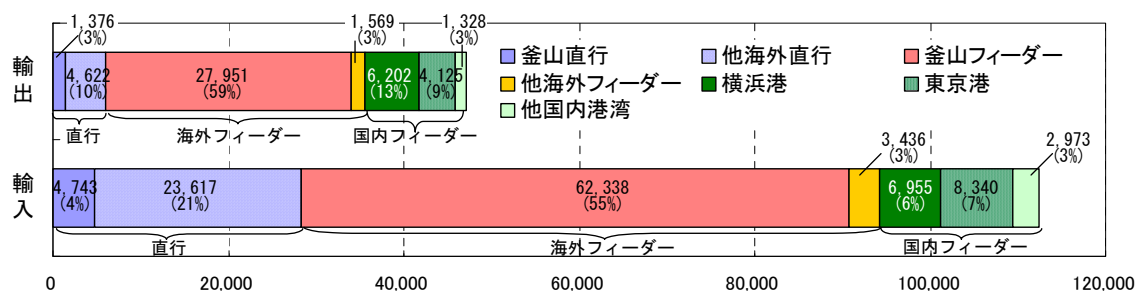 1,376
(3%)
1,569
(3%)
1,328
(3%)
輸出
4,622
(10%)
27,951
(59%)
6,202
(13%)
4,125
(9%)
釜山直行
他海外直行
釜山フィーダー
他海外フィーダー
横浜港
東京港
他国内港湾
直行
海外フィーダー
国内フィーダー
3,436
(3%)
2,973
(3%)
輸入
4,743
(4%)
23,617
(21%)
62,338
(55%)
6,955
(6%)
8,340
(7%)
直行
海外フィーダー
国内フィーダー
0
20,000
40,000
60,000
80,000
100,000
120,000